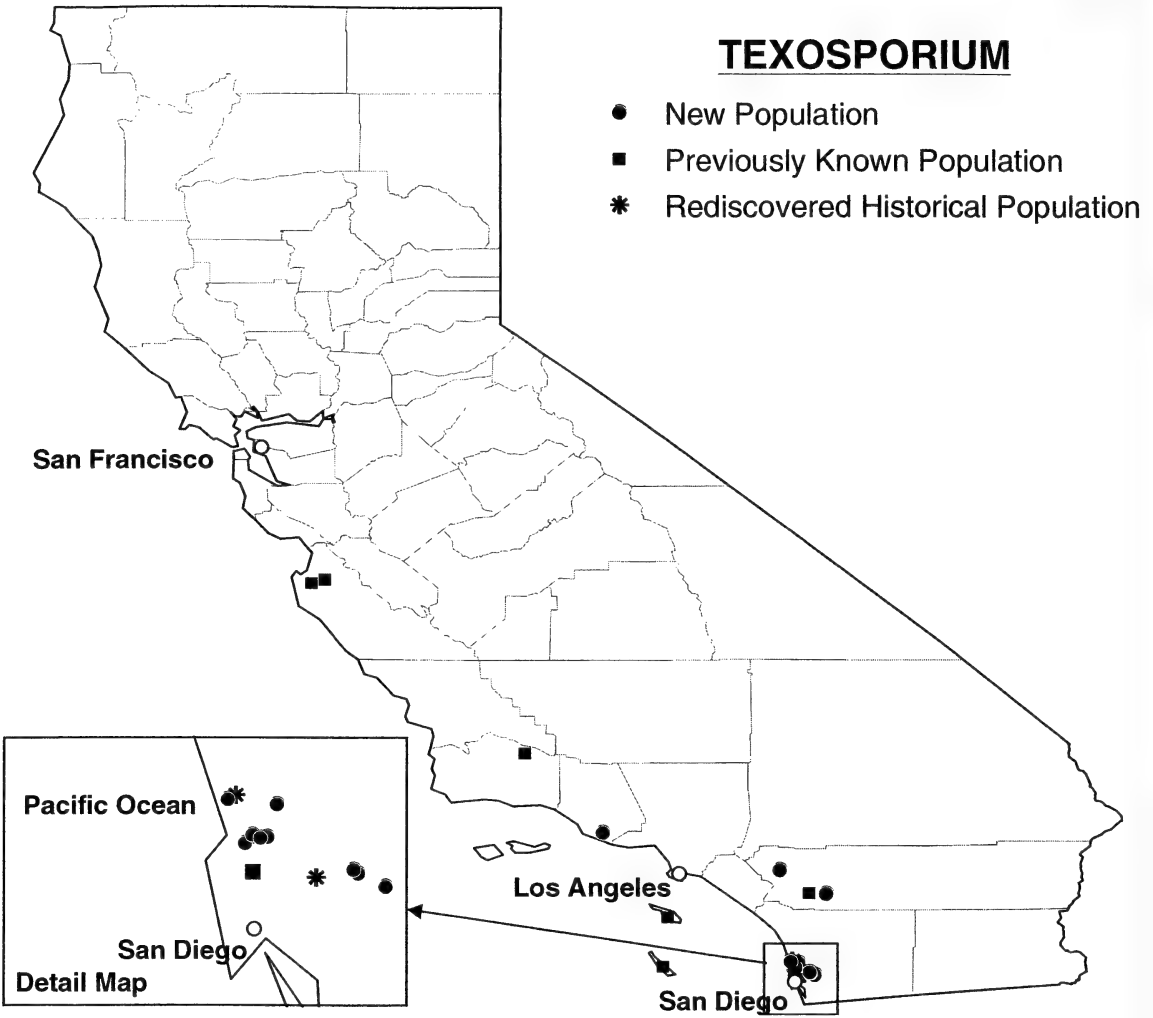 TEXOSPORIUM
New Population
Previously Known Population
Rediscovered Historical Population
San Francisco
Pacific Ocean
Los Angeles
San Diego
Detail Map
San Diego